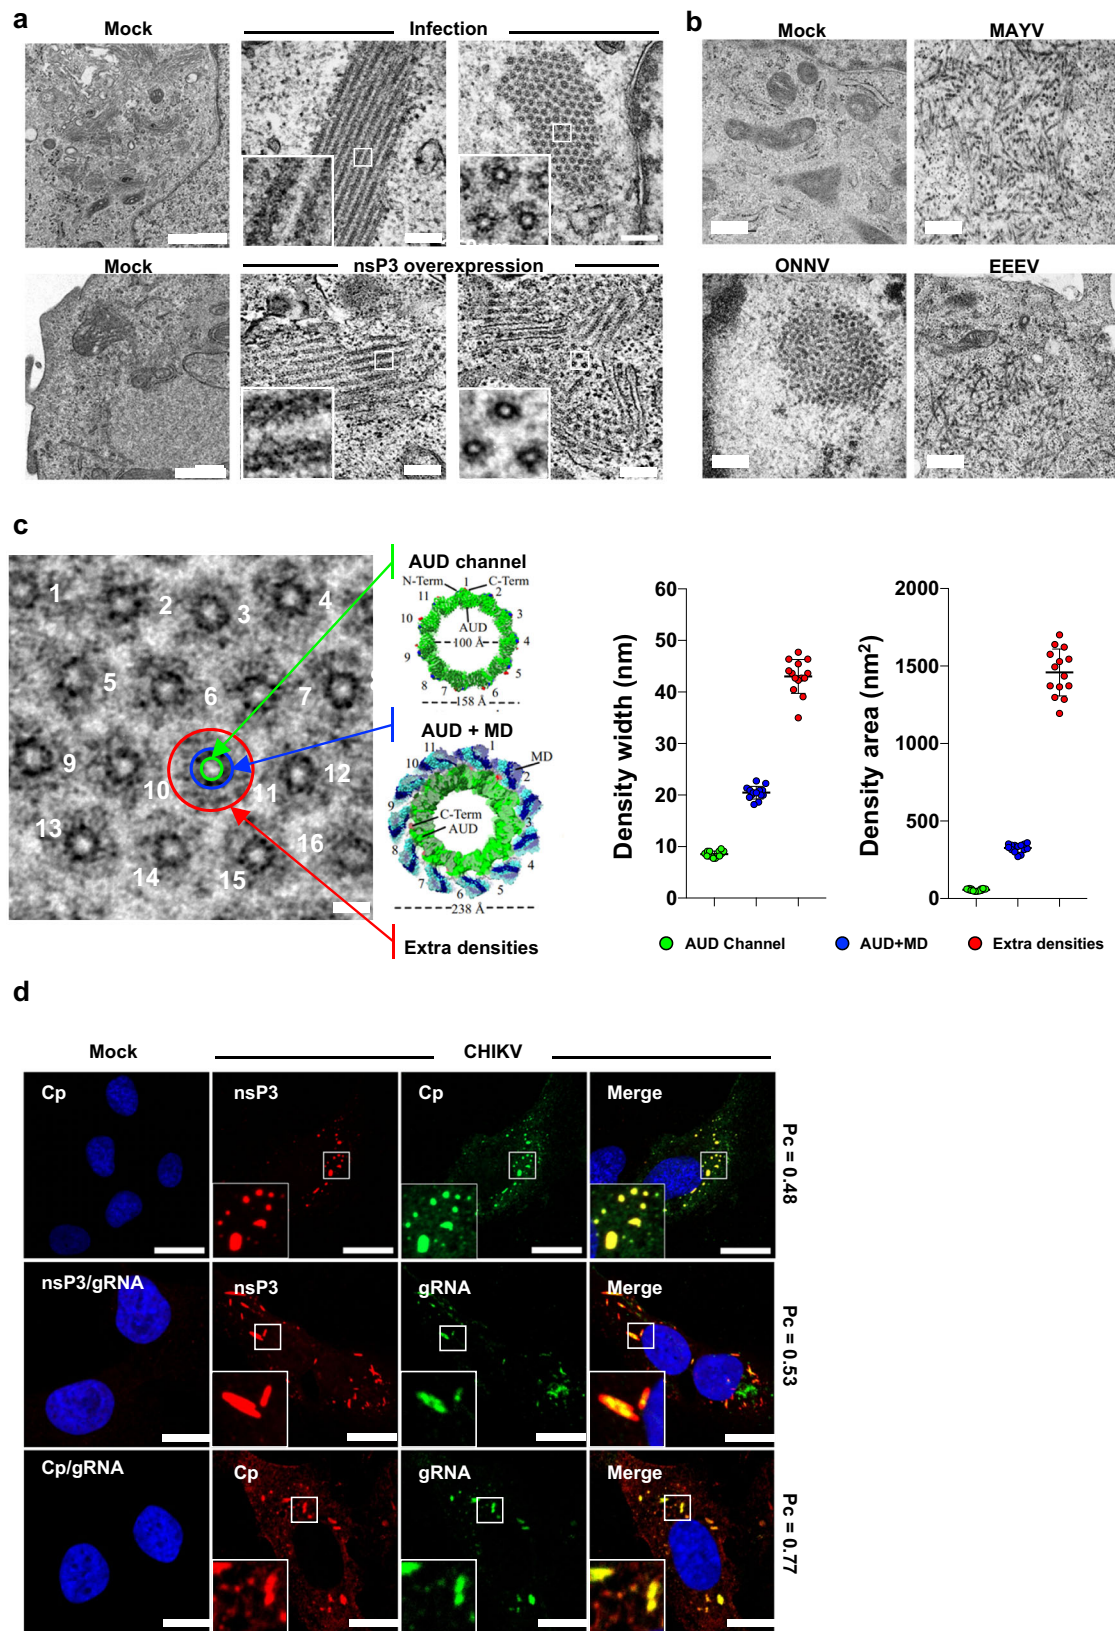 a
Mock
Infection
Mock
nsP3 overexpression
b
Mock
MAYV
ONNV
EEEV
c
1
2
3
4
5
6
7
9
10
11
12
13
14
15
16
AUD channel
N-Term
1
C-Term
11
2
10
3
AUD
100 Å
4
9
5
8
7
6
158 Å
AUD + MD
11
1
MD
10
2
9
C-Term
3
AUD
8
4
7
6
5
238 Å
Extra densities
Density width (nm)
60
50
40
30
20
10
0
Density area (nm²)
2000
1500
1000
500
0
AUD Channel
AUD+MD
Extra densities
d
Mock
CHIKV
Cp
nsP3
Cp
Merge
Pc = 0.48
nsP3/gRNA
nsP3
gRNA
Merge
Pc = 0.53
Cp/gRNA
Cp
gRNA
Merge
Pc = 0.77